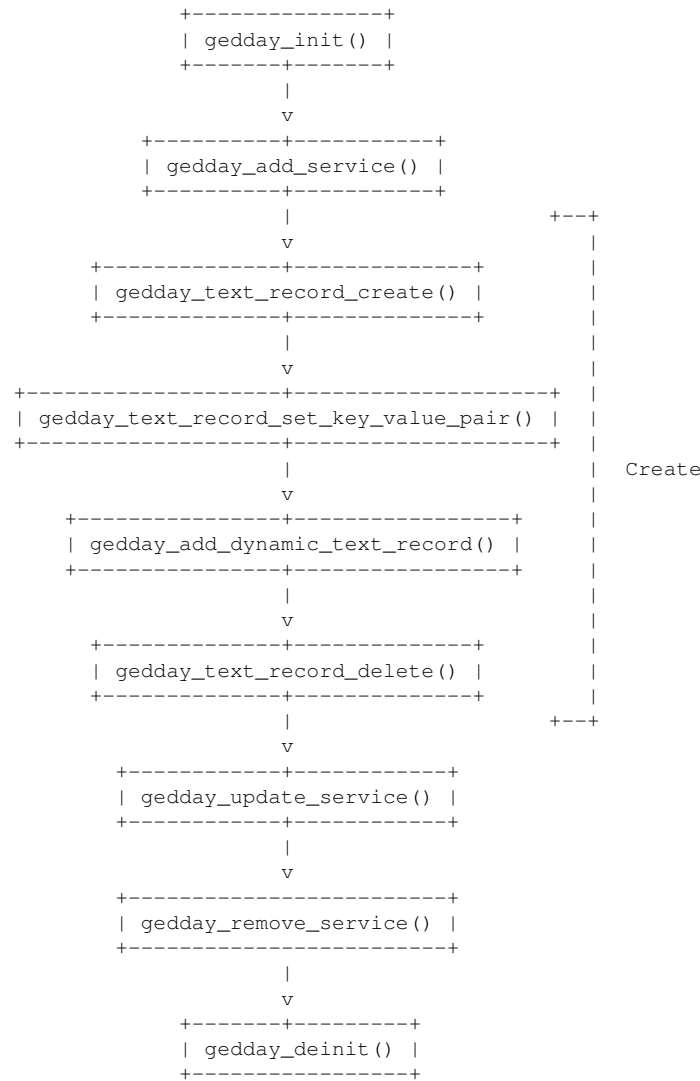 gedday_init()
gedday_add_service()
gedday_text_record_create()
gedday_text_record_set_key_value_pair()
Create
gedday_add_dynamic_text_record()
gedday_text_record_delete()
gedday_update_service()
gedday_remove_service()
gedday_deinit()